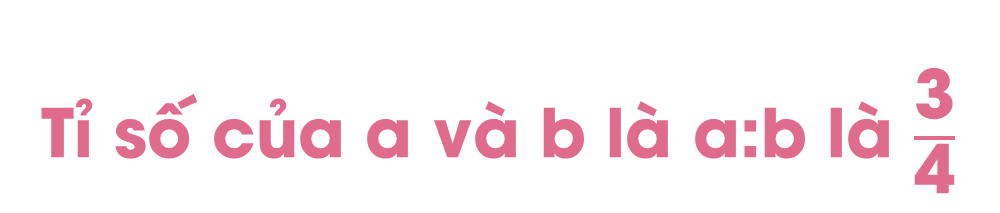 Tỉ số của a và b là a:b là 3/4